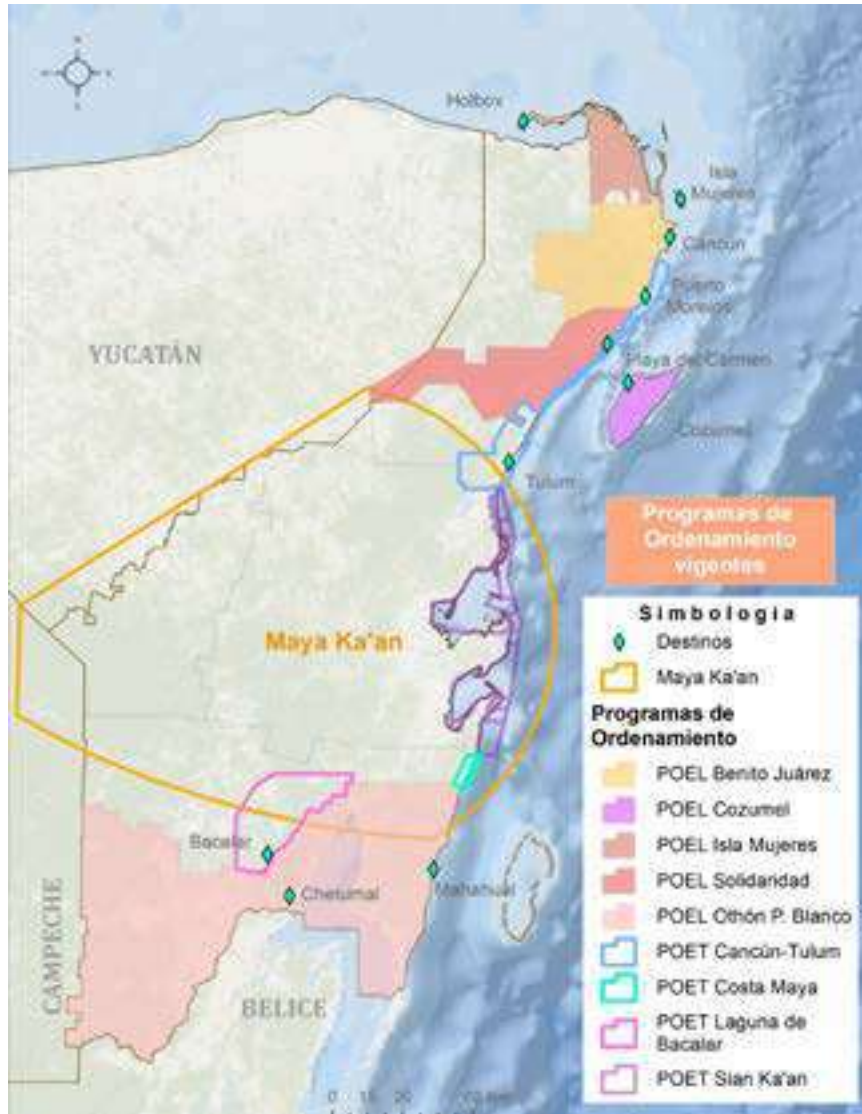 Holbox
Isla
Mujeres
Cancún
Puerto
Morelos
YUCATÁN
Playa del Carmen
Cozumel
Tulum
Programas de
Ordenamiento
vigentes
Maya Ka'an
Simbología
Destinos
Maya Ka'an
Programas de
Ordenamiento
POEL Benito Juárez
POEL Cozumel
POEL Isla Mujeres
POEL Solidaridad
POEL Othón P. Blanco
POET Cancún-Tulum
POET Costa Maya
POET Laguna de
Bacalar
POET Sian Ka'an
Bacalar
Chetumal
Mahahual
CAMPECHE
BELICE